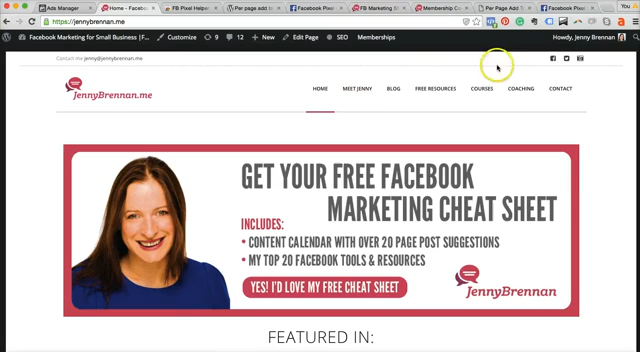 Ads Manager
Home - Facebook
FB Pixel Helper
Per page add to
Facebook Pixel
FB Marketing S
Membership Co
Per Page Add T
Facebook Pixel
You
https://jennybrennan.me
Facebook Marketing for Small Business |F...
Customize
9
12
New
Edit Page
SEO
Memberships
Howdy, Jenny Brennan
Contact me jenny@jennybrennan.me
JennyBrennan.me
HOME
MEET JENNY
BLOG
FREE RESOURCES
COURSES
COACHING
CONTACT
GET YOUR FREE FACEBOOK
MARKETING CHEAT SHEET
INCLUDES:
• CONTENT CALENDAR WITH OVER 20 PAGE POST SUGGESTIONS
• MY TOP 20 FACEBOOK TOOLS & RESOURCES
YES! I'D LOVE MY FREE CHEAT SHEET
JennyBrennan
FEATURED IN: